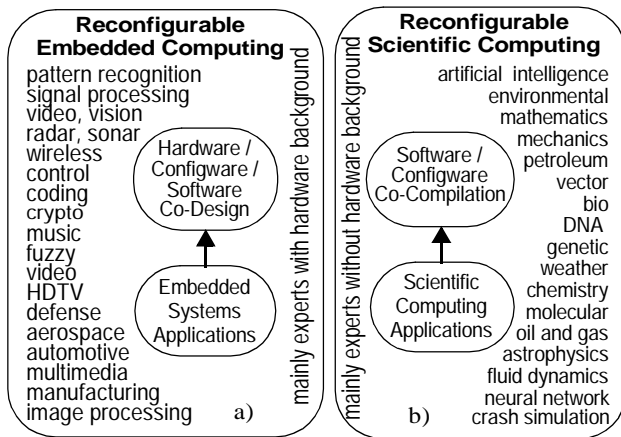 Reconfigurable
Embedded Computing
pattern recognition
signal processing
video, vision
radar, sonar
wireless
control
coding
crypto
music
fuzzy
video
HDTV
defense
aerospace
automotive
multimedia
manufacturing
image processing
Hardware /
Configware /
Software
Co-Design
Embedded
Systems
Applications
a)
mainly experts with hardware background
Reconfigurable
Scientific Computing
mainly experts without hardware background
artificial intelligence
environmental
mathematics
mechanics
petroleum
vector
bio
DNA
genetic
weather
chemistry
molecular
oil and gas
astrophysics
fluid dynamics
neural network
crash simulation
Software /
Configware
Co-Compilation
Scientific
Computing
Applications
b)